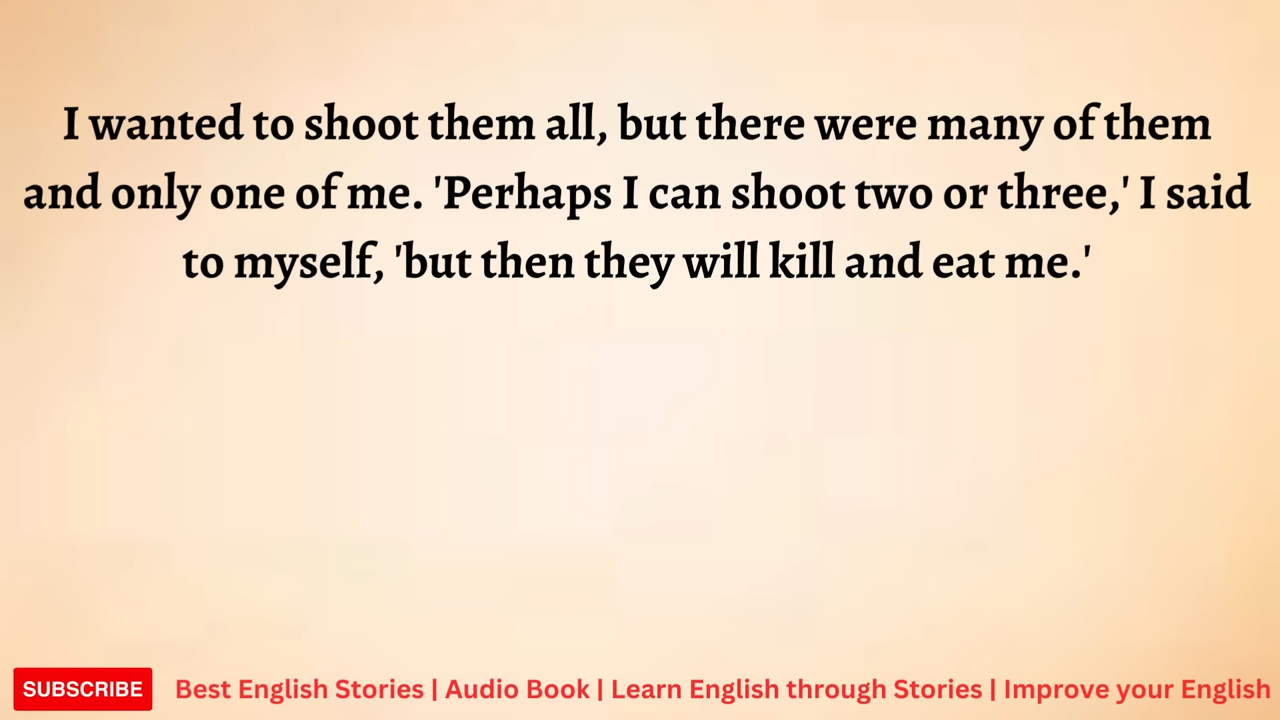 I wanted to shoot them all, but there were many of them
and only one of me. 'Perhaps I can shoot two or three,' I said
to myself, 'but then they will kill and eat me.'
SUBSCRIBE
Best English Stories | Audio Book | Learn English through Stories | Improve your English